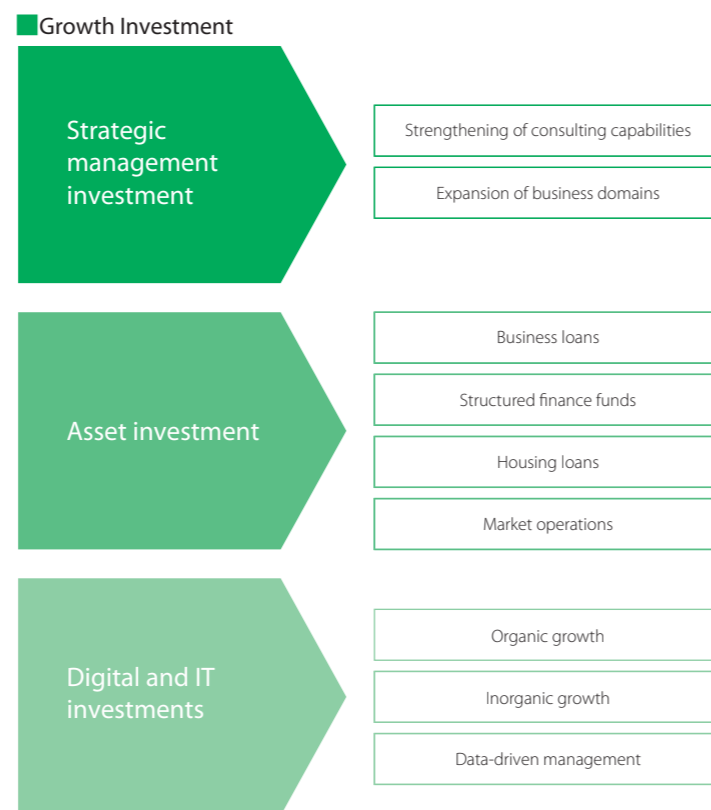 Growth Investment
Strategic
management
investment
Strengthening of consulting capabilities
Expansion of business domains
Asset investment
Business loans
Structured finance funds
Housing loans
Market operations
Digital and IT
investments
Organic growth
Inorganic growth
Data-driven management